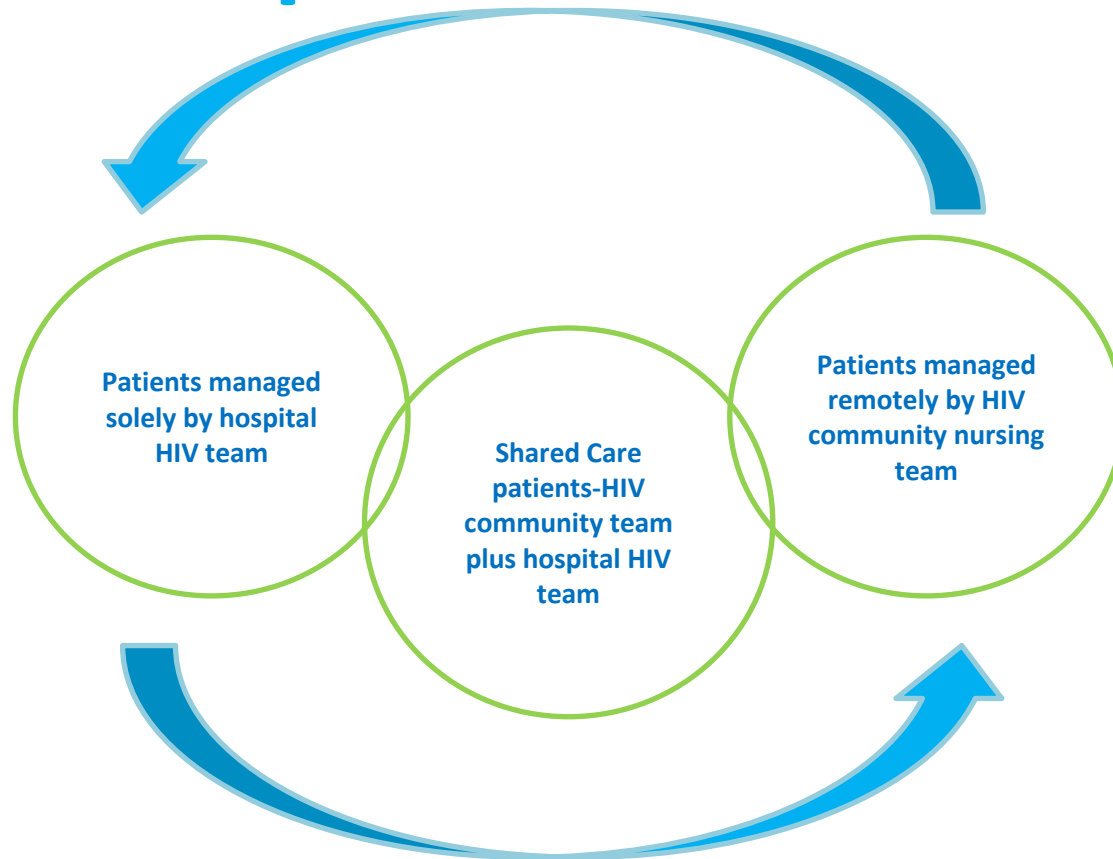 Patients managed
solely by hospital
HIV team
Shared Care
patients-HIV
community team
plus hospital HIV
team
Patients managed
remotely by HIV
community nursing
team